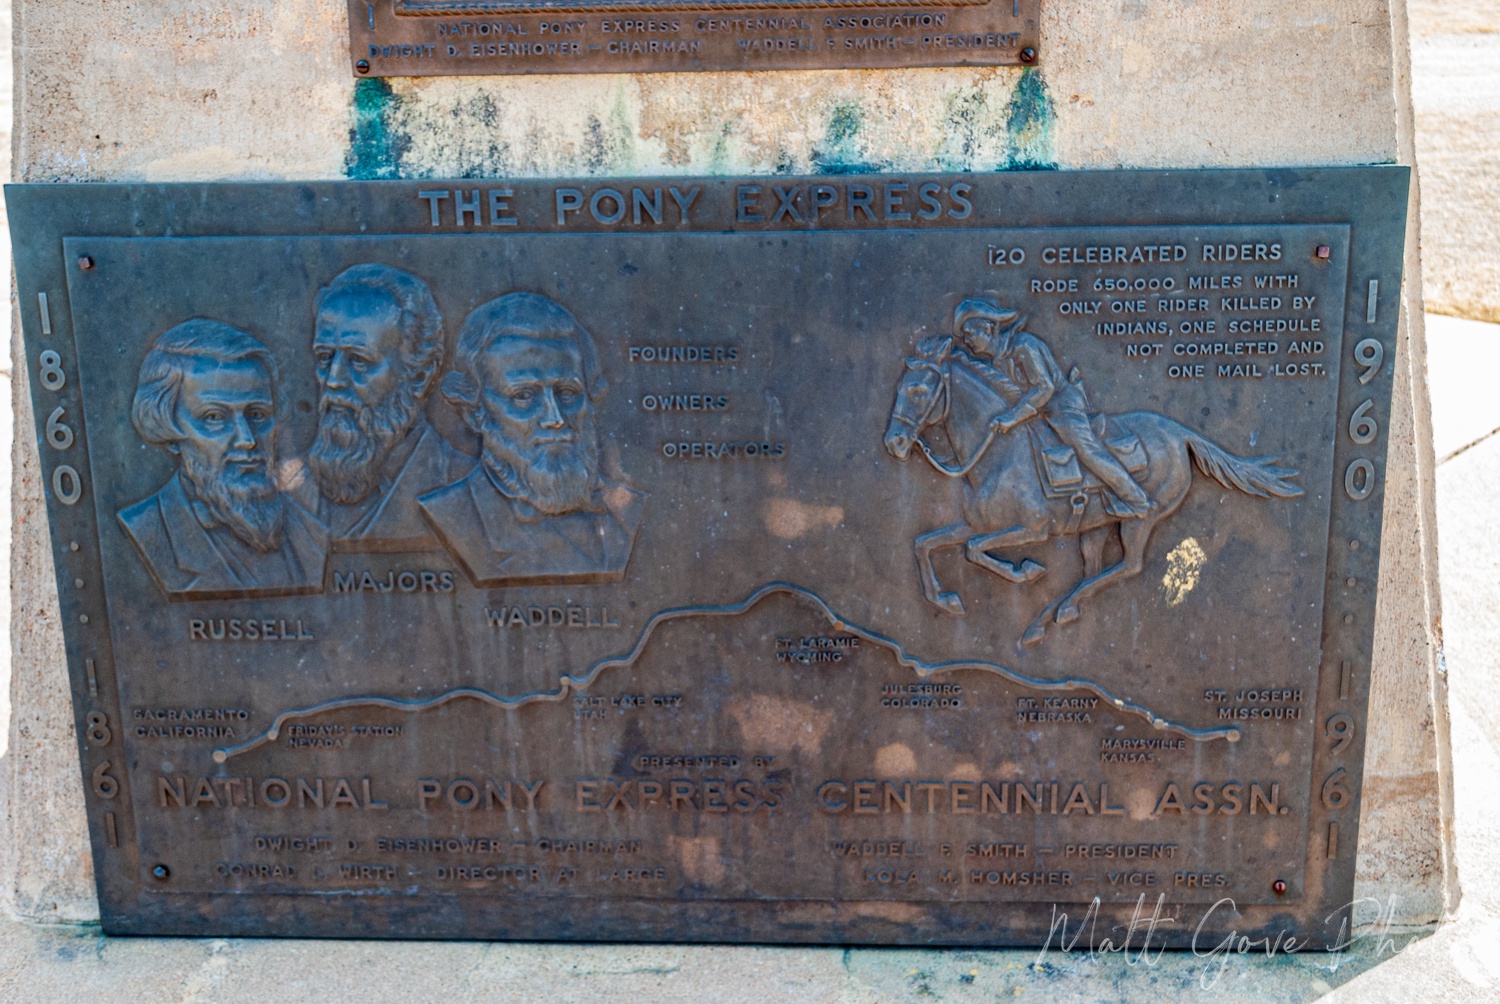 NATIONAL PONY EXPRESS CENTENNIAL ASSOCIATION
DWIGHT D. EISENHOWER – CHAIRMAN WADDELL F. SMITH – PRESIDENT
THE PONY EXPRESS
120 CELEBRATED RIDERS
RODE 650,000 MILES WITH
ONLY ONE RIDER KILLED BY
INDIANS, ONE SCHEDULE
NOT COMPLETED AND
ONE MAIL LOST.
FOUNDERS
OWNERS
OPERATORS
1860 . . . 1861
1960 . . . 1961
MAJORS
RUSSELL
WADDELL
SACRAMENTO
CALIFORNIA
FRIDAY'S STATION
NEVADA
SALT LAKE CITY
UTAH
FT. LARAMIE
WYOMING
JULESBURG
COLORADO
FT. KEARNY
NEBRASKA
MARYSVILLE
KANSAS
ST. JOSEPH
MISSOURI
PRESENTED BY
NATIONAL PONY EXPRESS CENTENNIAL ASSN.
DWIGHT D. EISENHOWER – CHAIRMAN WADDELL F. SMITH – PRESIDENT
CONRAD L. WIRTH – DIRECTOR AT LARGE LOLA M. HOMSHER – VICE PRES.
Matt Gove